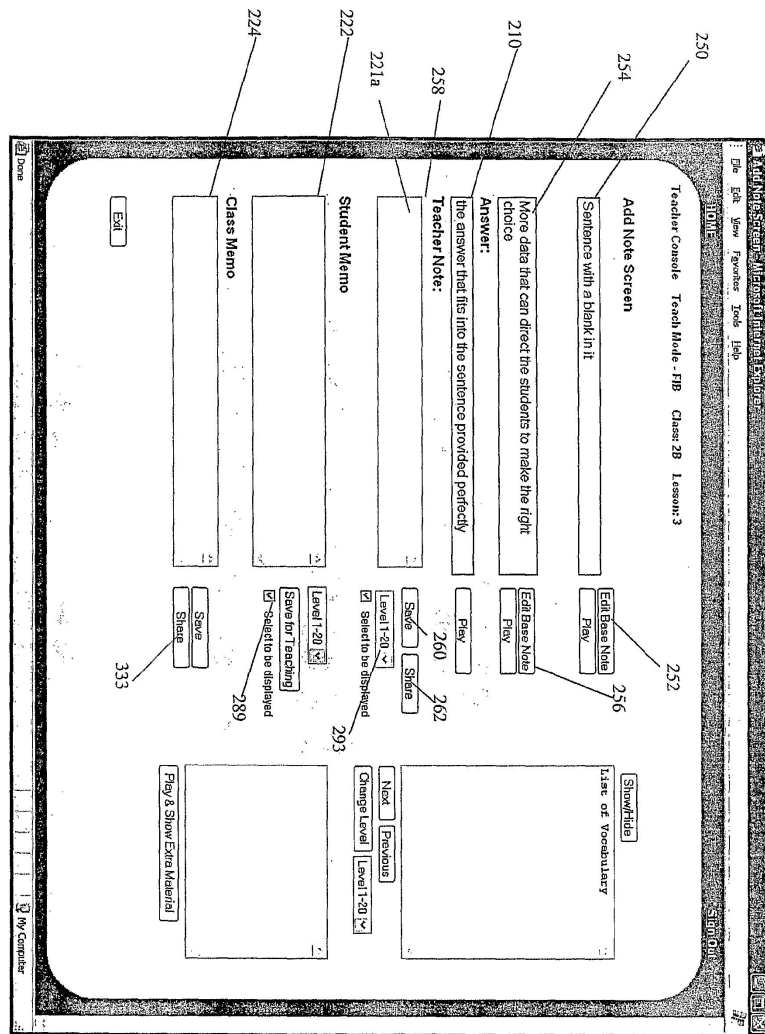 Add Note Screen - Microsoft Internet Explorer
File Edit View Favorites Tools Help
HOME
Sign Out
Teacher Console Teach Mode - FIB Class: 2B Lesson: 3
Add Note Screen
Show/Hide
250
Sentence with a blank in it
Edit Base Note
Play
252
List of Vocabulary
254
More data that can direct the students to make the right
choice
Edit Base Note
Play
256
Answer:
210
the answer that fits into the sentence provided perfectly
Play
Teacher Note:
258
221a
Save
Share
260
262
Level 1-20
Select to be displayed
293
Next
Previous
Change Level
Level 1-20
Student Memo
222
Level 1-20
Save for Teaching
Select to be displayed
289
Class Memo
224
Save
Share
333
Play & Show Extra Material
Exit
Done
My Computer